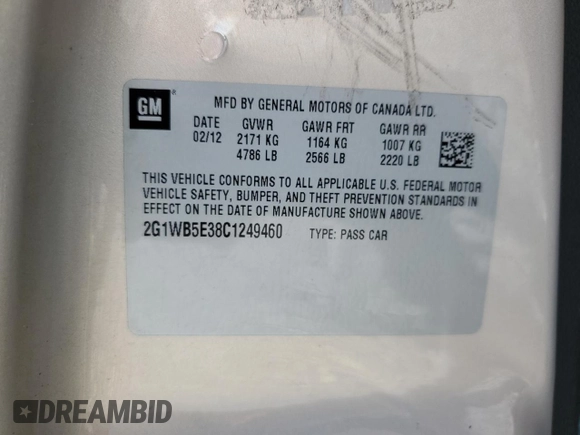 GM
®
MFD BY GENERAL MOTORS OF CANADA LTD.
DATE GVWR GAWR FRT GAWR RR
02/12 2171 KG 1164 KG 1007 KG
4786 LB 2566 LB 2220 LB
THIS VEHICLE CONFORMS TO ALL APPLICABLE U.S. FEDERAL MOTOR
VEHICLE SAFETY, BUMPER, AND THEFT PREVENTION STANDARDS IN
EFFECT ON THE DATE OF MANUFACTURE SHOWN ABOVE.
2G1WB5E38C1249460 TYPE: PASS CAR
DREAMBID